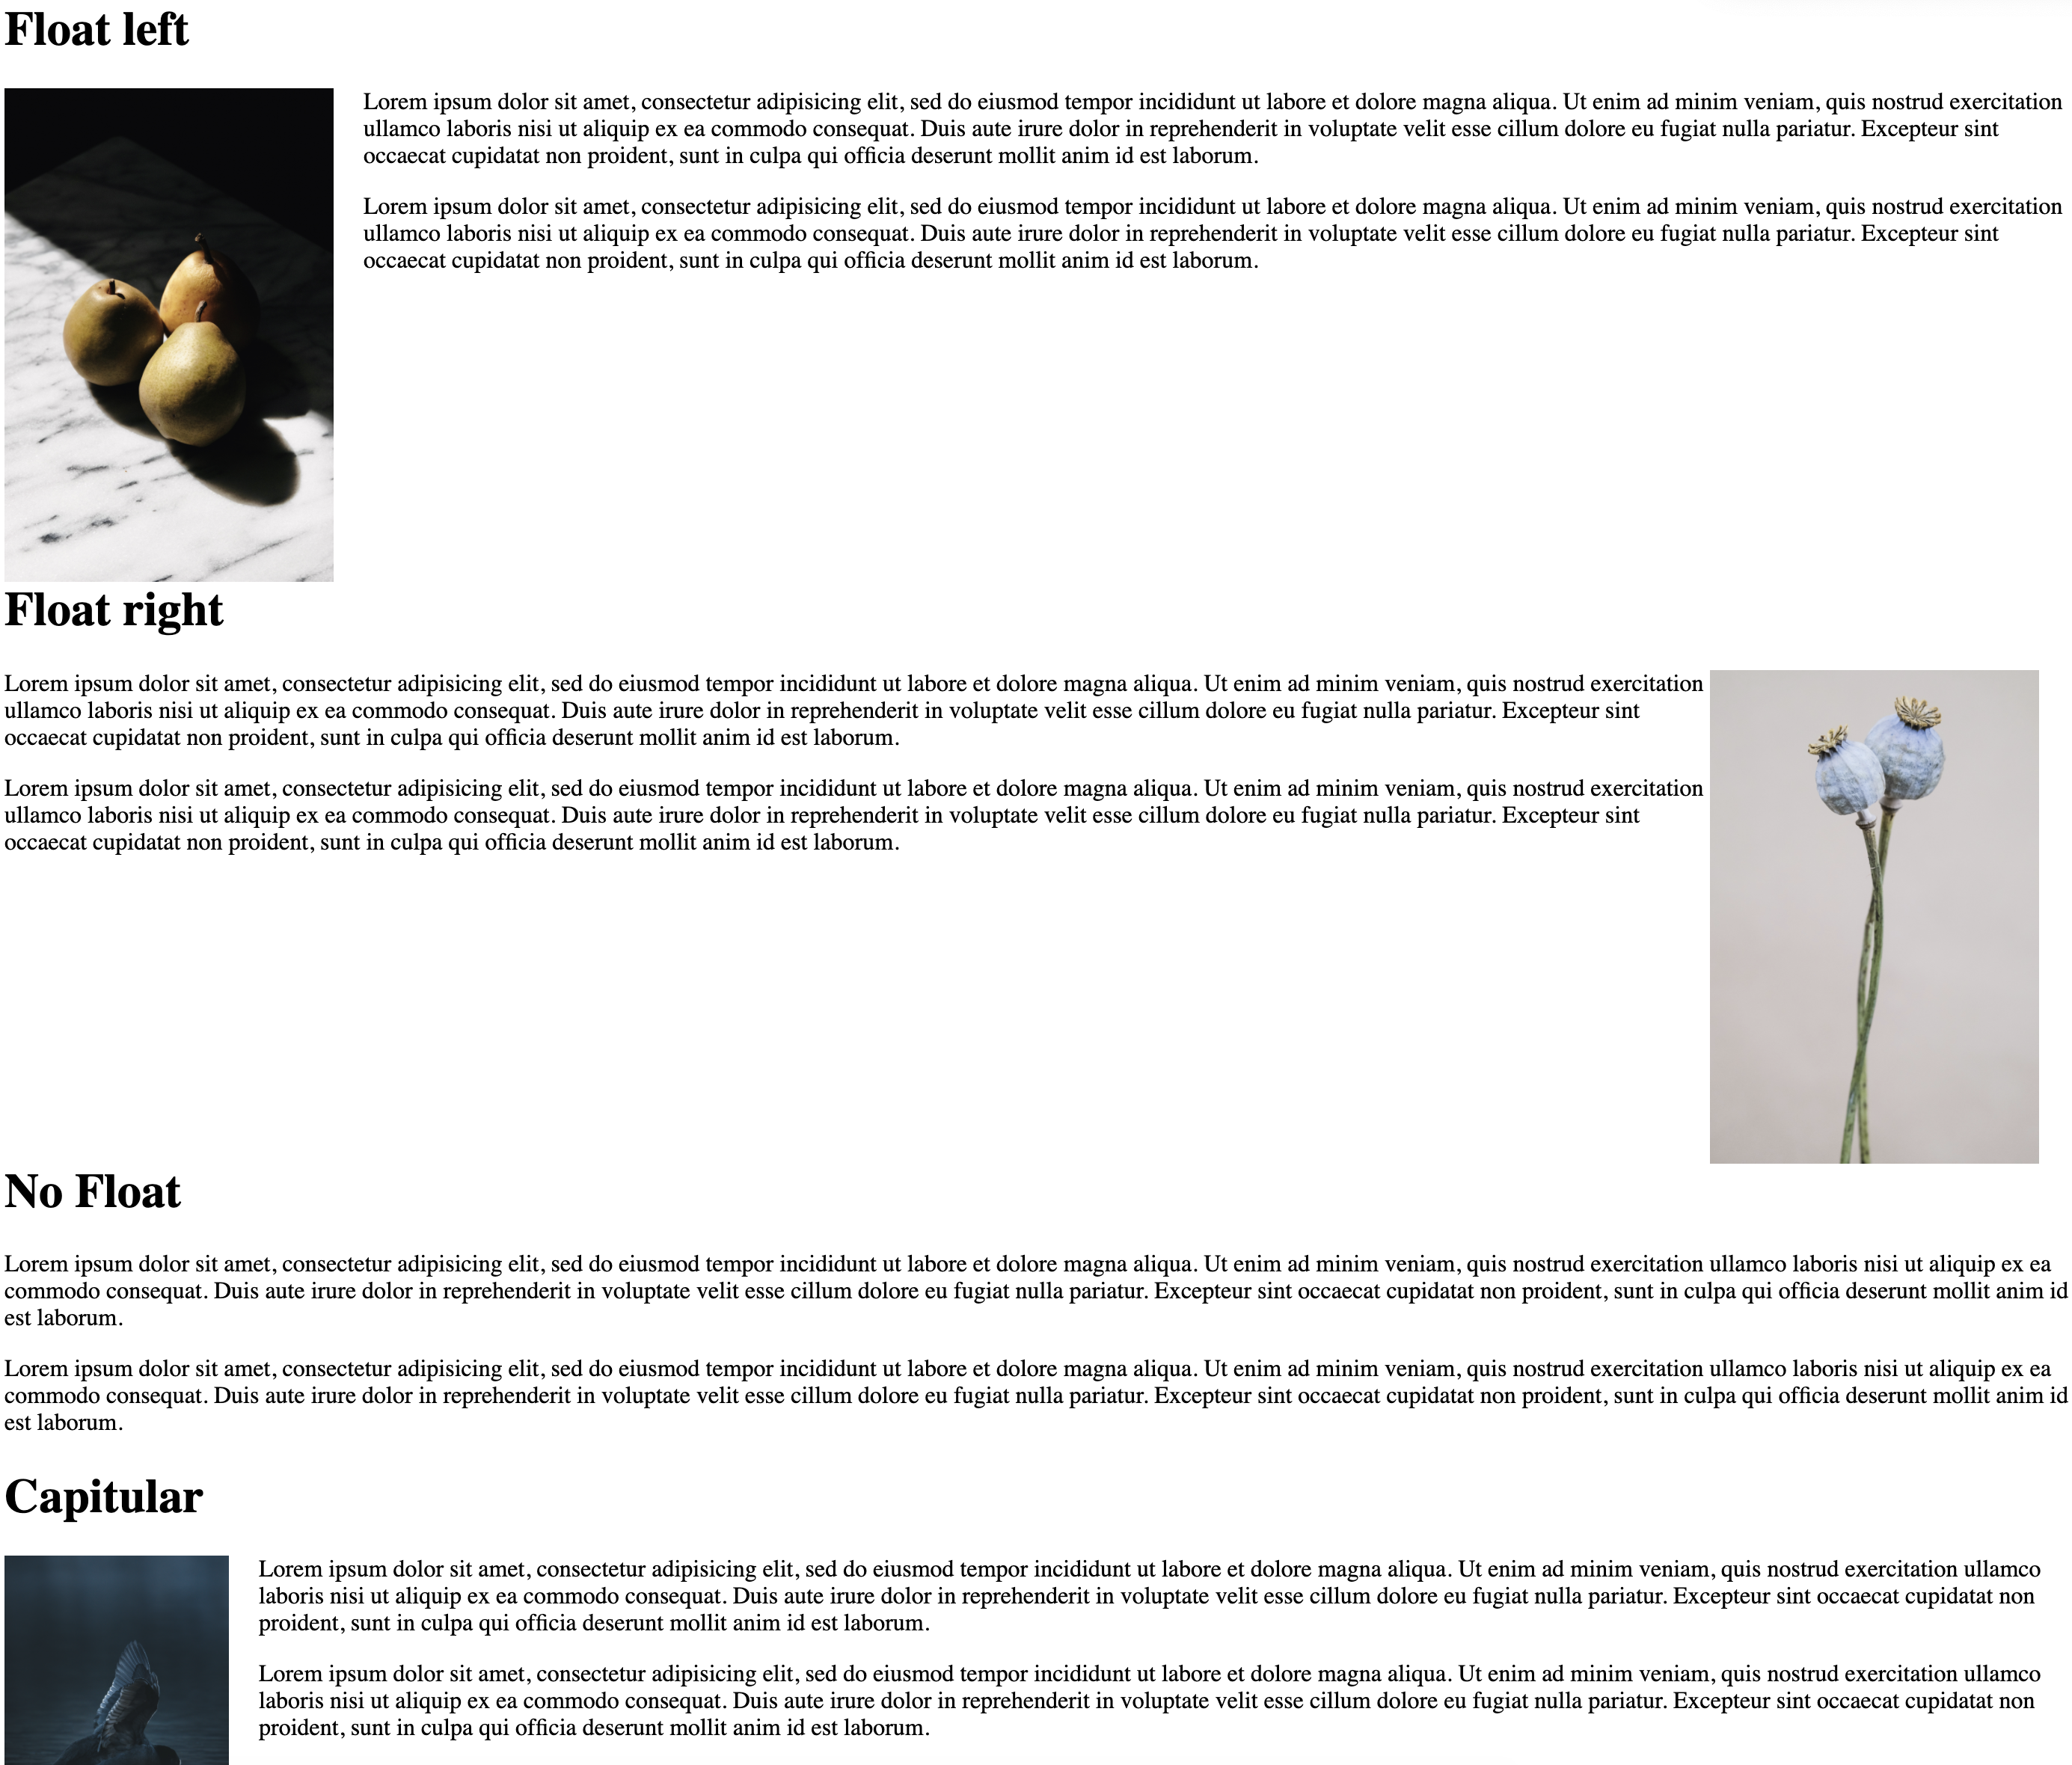 Float left
Lorem ipsum dolor sit amet, consectetur adipisicing elit, sed do eiusmod tempor incididunt ut labore et dolore magna aliqua. Ut enim ad minim veniam, quis nostrud exercitation
ullamco laboris nisi ut aliquip ex ea commodo consequat. Duis aute irure dolor in reprehenderit in voluptate velit esse cillum dolore eu fugiat nulla pariatur. Excepteur sint
occaecat cupidatat non proident, sunt in culpa qui officia deserunt mollit anim id est laborum.
Lorem ipsum dolor sit amet, consectetur adipisicing elit, sed do eiusmod tempor incididunt ut labore et dolore magna aliqua. Ut enim ad minim veniam, quis nostrud exercitation
ullamco laboris nisi ut aliquip ex ea commodo consequat. Duis aute irure dolor in reprehenderit in voluptate velit esse cillum dolore eu fugiat nulla pariatur. Excepteur sint
occaecat cupidatat non proident, sunt in culpa qui officia deserunt mollit anim id est laborum.
Float right
Lorem ipsum dolor sit amet, consectetur adipisicing elit, sed do eiusmod tempor incididunt ut labore et dolore magna aliqua. Ut enim ad minim veniam, quis nostrud exercitation
ullamco laboris nisi ut aliquip ex ea commodo consequat. Duis aute irure dolor in reprehenderit in voluptate velit esse cillum dolore eu fugiat nulla pariatur. Excepteur sint
occaecat cupidatat non proident, sunt in culpa qui officia deserunt mollit anim id est laborum.
Lorem ipsum dolor sit amet, consectetur adipisicing elit, sed do eiusmod tempor incididunt ut labore et dolore magna aliqua. Ut enim ad minim veniam, quis nostrud exercitation
ullamco laboris nisi ut aliquip ex ea commodo consequat. Duis aute irure dolor in reprehenderit in voluptate velit esse cillum dolore eu fugiat nulla pariatur. Excepteur sint
occaecat cupidatat non proident, sunt in culpa qui officia deserunt mollit anim id est laborum.
No Float
Lorem ipsum dolor sit amet, consectetur adipisicing elit, sed do eiusmod tempor incididunt ut labore et dolore magna aliqua. Ut enim ad minim veniam, quis nostrud exercitation ullamco laboris nisi ut aliquip ex ea
commodo consequat. Duis aute irure dolor in reprehenderit in voluptate velit esse cillum dolore eu fugiat nulla pariatur. Excepteur sint occaecat cupidatat non proident, sunt in culpa qui officia deserunt mollit anim id
est laborum.
Lorem ipsum dolor sit amet, consectetur adipisicing elit, sed do eiusmod tempor incididunt ut labore et dolore magna aliqua. Ut enim ad minim veniam, quis nostrud exercitation ullamco laboris nisi ut aliquip ex ea
commodo consequat. Duis aute irure dolor in reprehenderit in voluptate velit esse cillum dolore eu fugiat nulla pariatur. Excepteur sint occaecat cupidatat non proident, sunt in culpa qui officia deserunt mollit anim id
est laborum.
Capitular
Lorem ipsum dolor sit amet, consectetur adipisicing elit, sed do eiusmod tempor incididunt ut labore et dolore magna aliqua. Ut enim ad minim veniam, quis nostrud exercitation ullamco
laboris nisi ut aliquip ex ea commodo consequat. Duis aute irure dolor in reprehenderit in voluptate velit esse cillum dolore eu fugiat nulla pariatur. Excepteur sint occaecat cupidatat non
proident, sunt in culpa qui officia deserunt mollit anim id est laborum.
Lorem ipsum dolor sit amet, consectetur adipisicing elit, sed do eiusmod tempor incididunt ut labore et dolore magna aliqua. Ut enim ad minim veniam, quis nostrud exercitation ullamco
laboris nisi ut aliquip ex ea commodo consequat. Duis aute irure dolor in reprehenderit in voluptate velit esse cillum dolore eu fugiat nulla pariatur. Excepteur sint occaecat cupidatat non
proident, sunt in culpa qui officia deserunt mollit anim id est laborum.